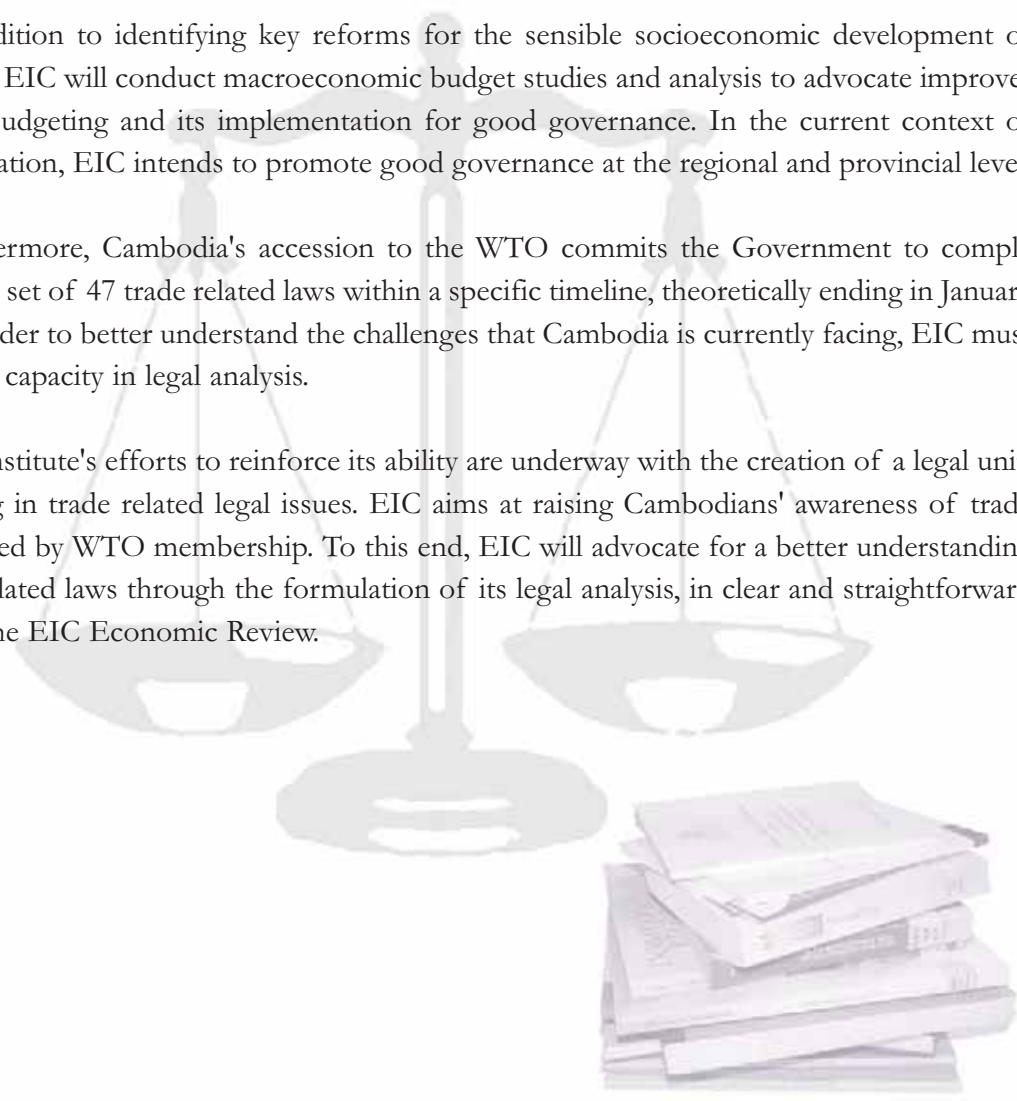 dition to identifying key reforms for the sensible socioeconomic development o
EIC will conduct macroeconomic budget studies and analysis to advocate improve
udgeting and its implementation for good governance. In the current context o
ation, EIC intends to promote good governance at the regional and provincial leve
ermore, Cambodia's accession to the WTO commits the Government to compl
set of 47 trade related laws within a specific timeline, theoretically ending in Januar
der to better understand the challenges that Cambodia is currently facing, EIC mus
capacity in legal analysis.
nstitute's efforts to reinforce its ability are underway with the creation of a legal uni
g in trade related legal issues. EIC aims at raising Cambodians' awareness of trad
ed by WTO membership. To this end, EIC will advocate for a better understandin
lated laws through the formulation of its legal analysis, in clear and straightforwar
ne EIC Economic Review.